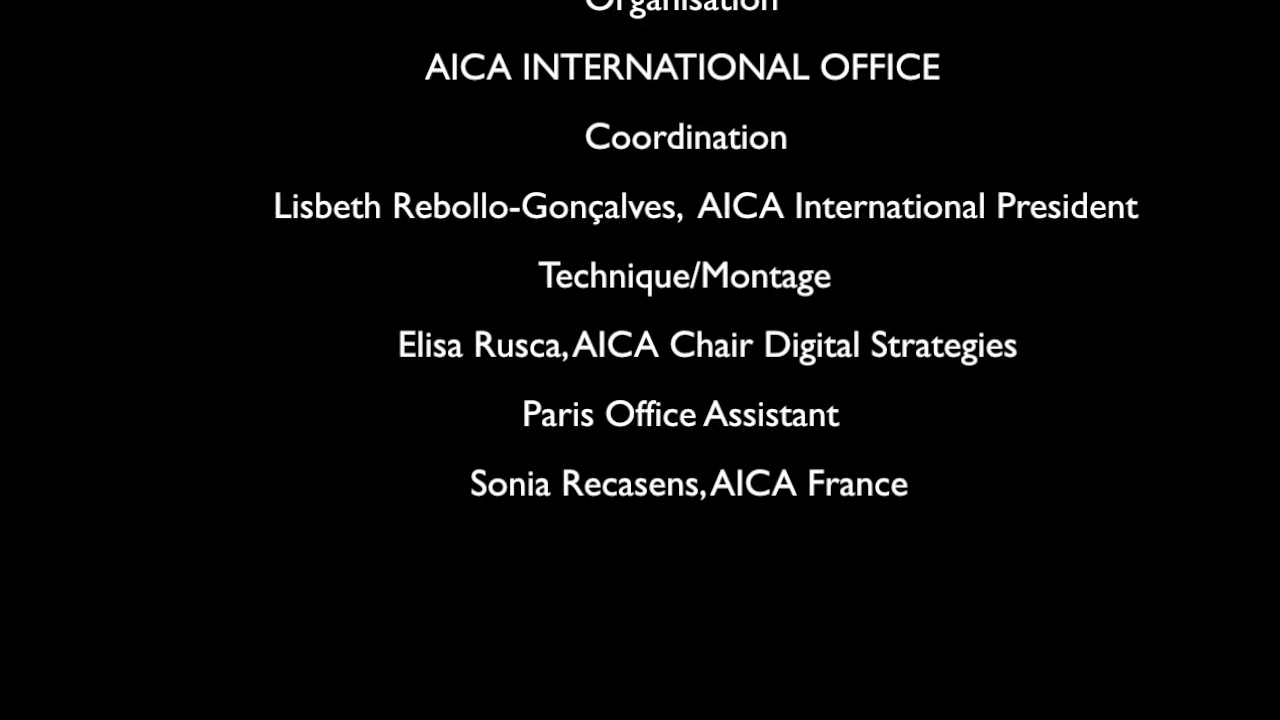 Organisation
AICA INTERNATIONAL OFFICE
Coordination
Lisbeth Rebollo-Gonçalves, AICA International President
Technique/Montage
Elisa Rusca, AICA Chair Digital Strategies
Paris Office Assistant
Sonia Recasens, AICA France